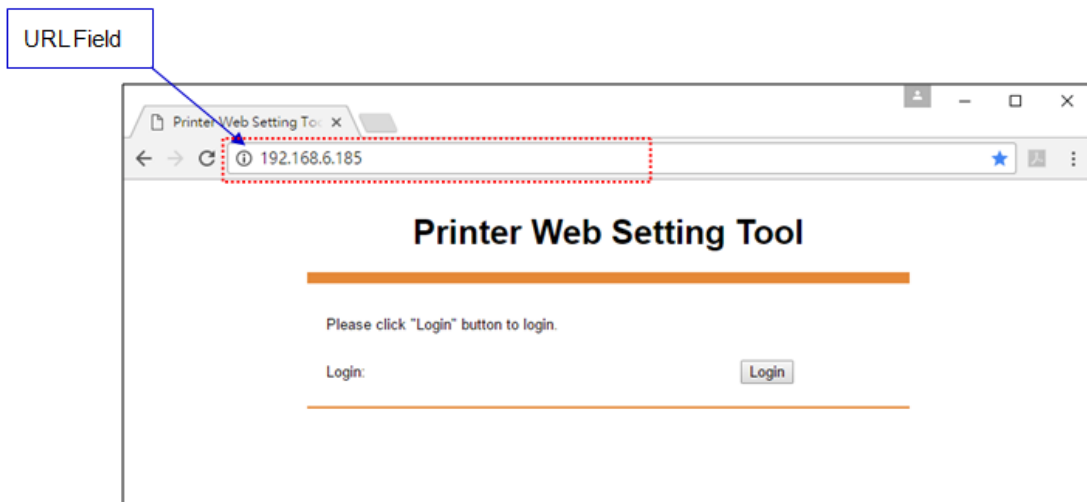 URL Field
Printer Web Setting Too
192.168.6.185
Printer Web Setting Tool
Please click "Login" button to login.
Login:
Login